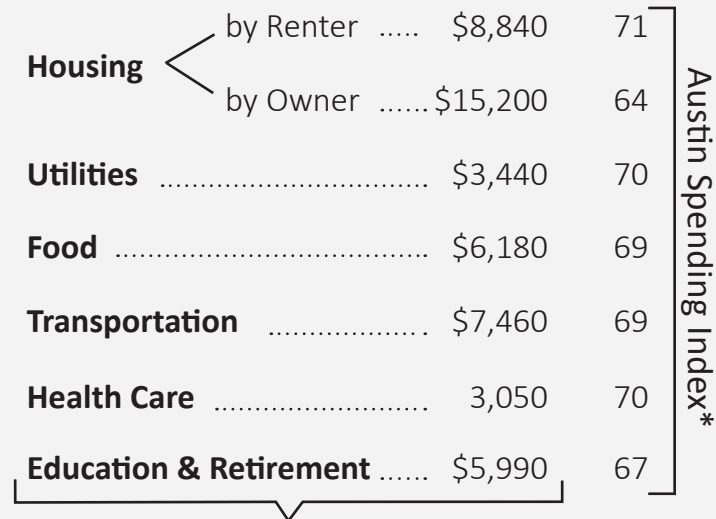 by Renter ..... $8,840 71
Housing
by Owner ...... $15,200 64
Utilities ..................................... $3,440 70
Food ........................................... $6,180 69
Transportation ...................... $7,460 69
Health Care ............................. 3,050 70
Education & Retirement ...... $5,990 67
Austin Spending Index*